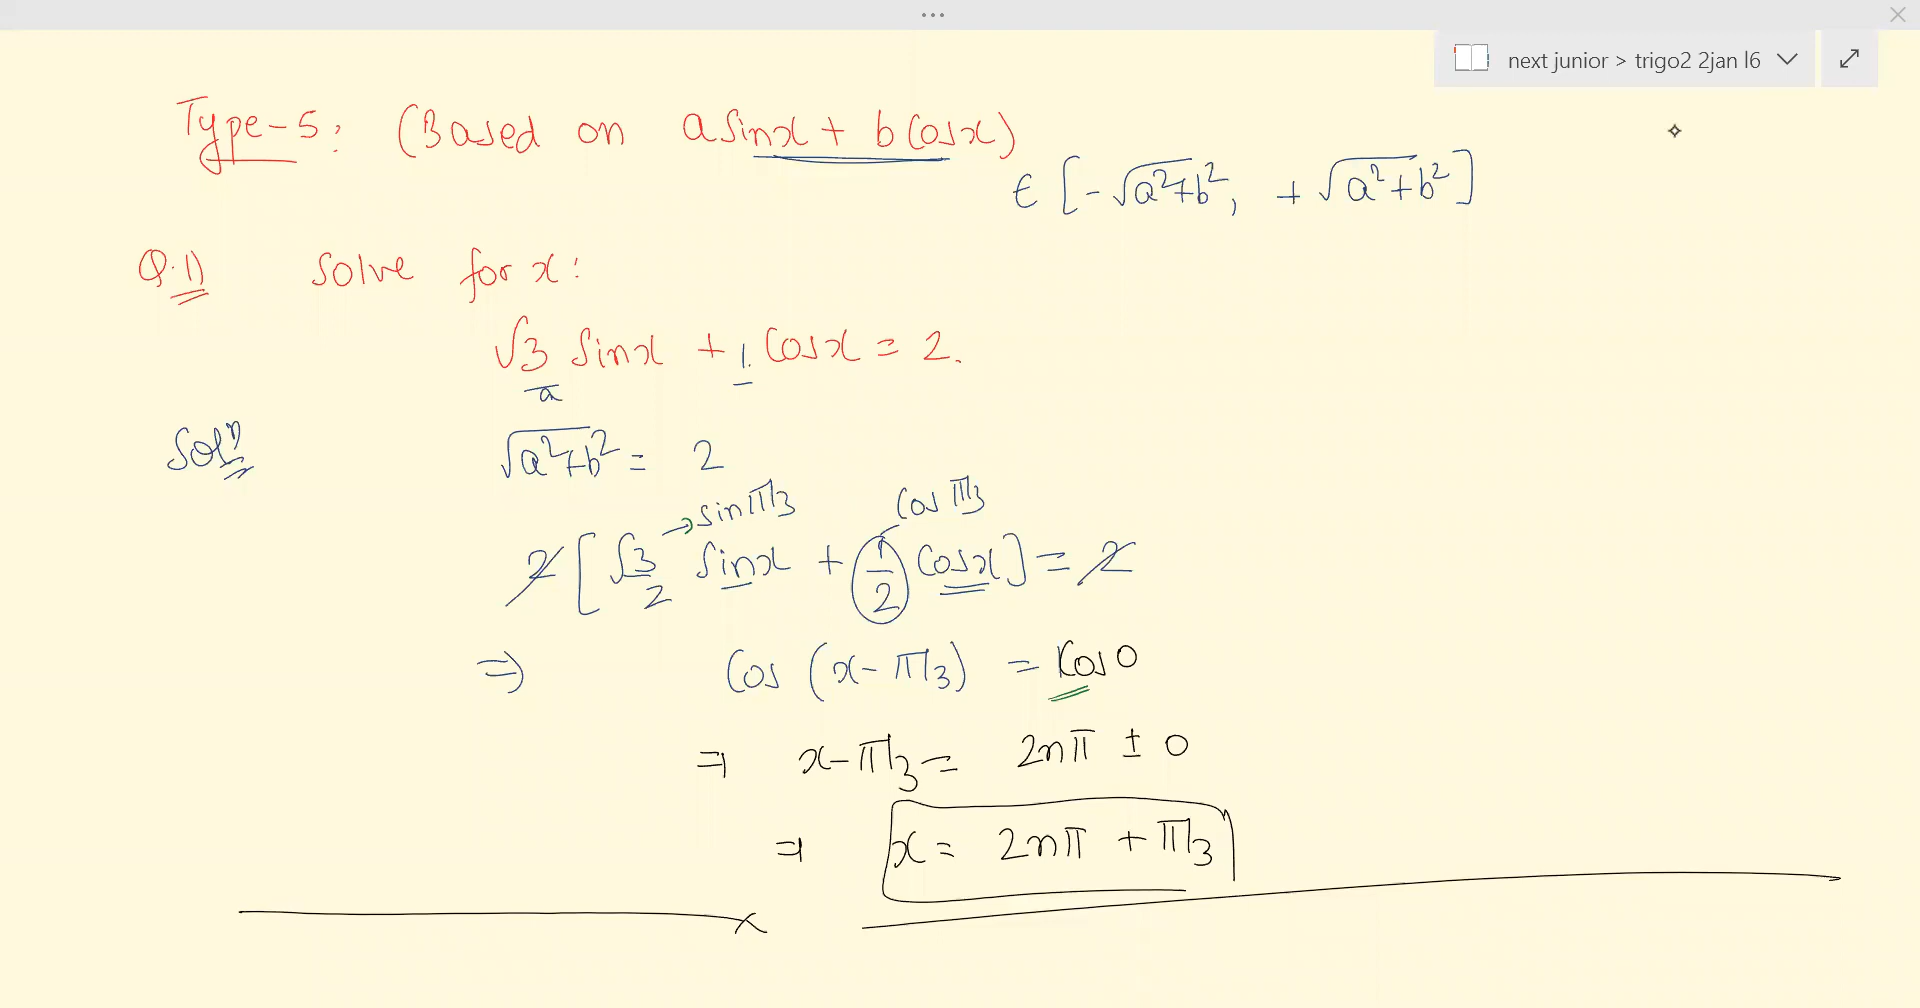 next junior > trigo2 2jan l6
Type-5: (Based on a sinx + b cosx)
∈ [-√a²+b², +√a²+b²]
Q.1) Solve for x:
√3 sinx + 1. cosx = 2.
a
Solⁿ √a²+b² = 2
→ sin π/3 cos π/3
2 [√3/2 sinx + 1/2 cosx] = 2
⇒ cos (x - π/3) = cos 0
⇒ x - π/3 = 2nπ ± 0
⇒ x = 2nπ + π/3